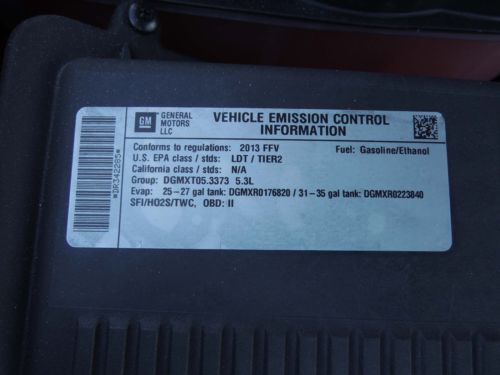 GM GENERAL MOTORS LLC
VEHICLE EMISSION CONTROL INFORMATION
Conforms to regulations: 2013 FFV Fuel: Gasoline/Ethanol
U.S. EPA class / stds: LDT / TIER2
California class / stds: N/A
Group: DGMXT05.3373 5.3L
Evap: 25-27 gal tank: DGMXR0176820 / 31-35 gal tank: DGMXR0223840
SFI/HO2S/TWC, OBD: II
*DR342285*